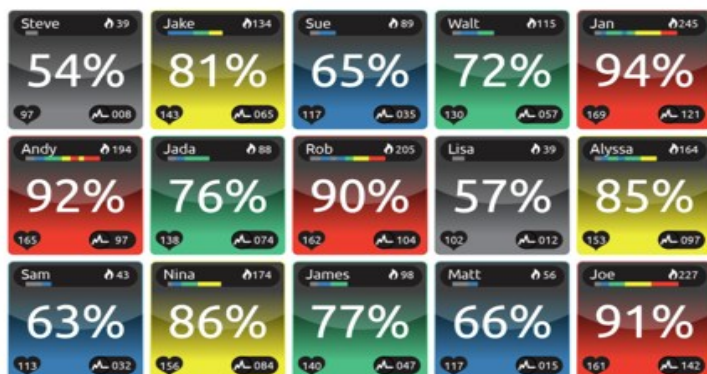 Steve 39 Jake 134 Sue 89 Walt 115 Jan 245
54% 81% 65% 72% 94%
97 008 143 065 117 035 130 057 169 121
Andy 194 Jada 88 Rob 205 Lisa 39 Alyssa 164
92% 76% 90% 57% 85%
165 97 138 074 162 104 102 012 153 097
Sam 43 Nina 174 James 98 Matt 56 Joe 227
63% 86% 77% 66% 91%
113 032 156 084 140 047 117 015 161 142